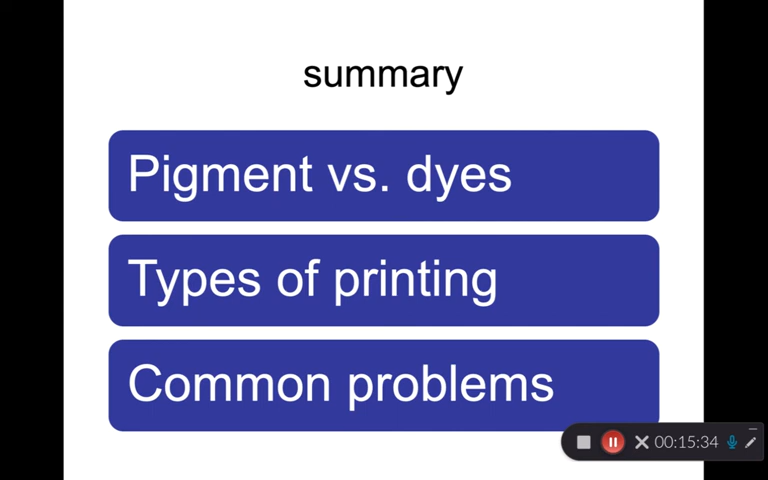 summary
Pigment vs. dyes
Types of printing
Common problems
00:15:34